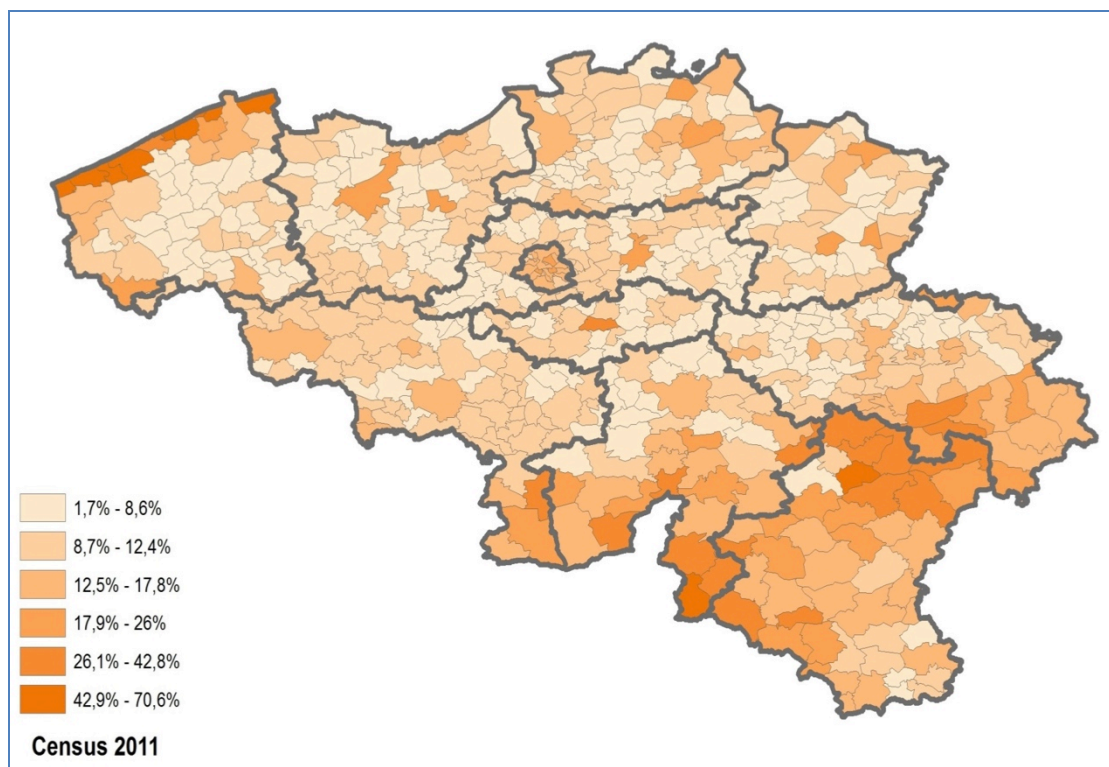 1,7% - 8,6%
8,7% - 12,4%
12,5% - 17,8%
17,9% - 26%
26,1% - 42,8%
42,9% - 70,6%
Census 2011